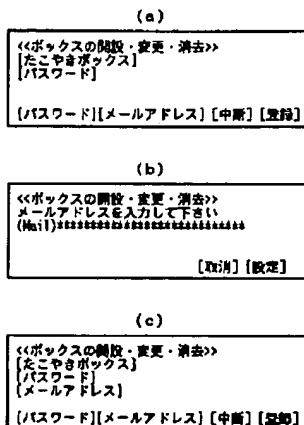 (a)
<<ボックスの開設・変更・消去>>
[たこやきボックス]
[パスワード]
[パスワード][メールアドレス][中断][登録]
(b)
<<ボックスの開設・変更・消去>>
メールアドレスを入力して下さい
(Mail)****************************
[取消][設定]
(c)
<<ボックスの開設・変更・消去>>
[たこやきボックス]
[パスワード]
[メールアドレス]
[パスワード][メールアドレス][中断][登録]